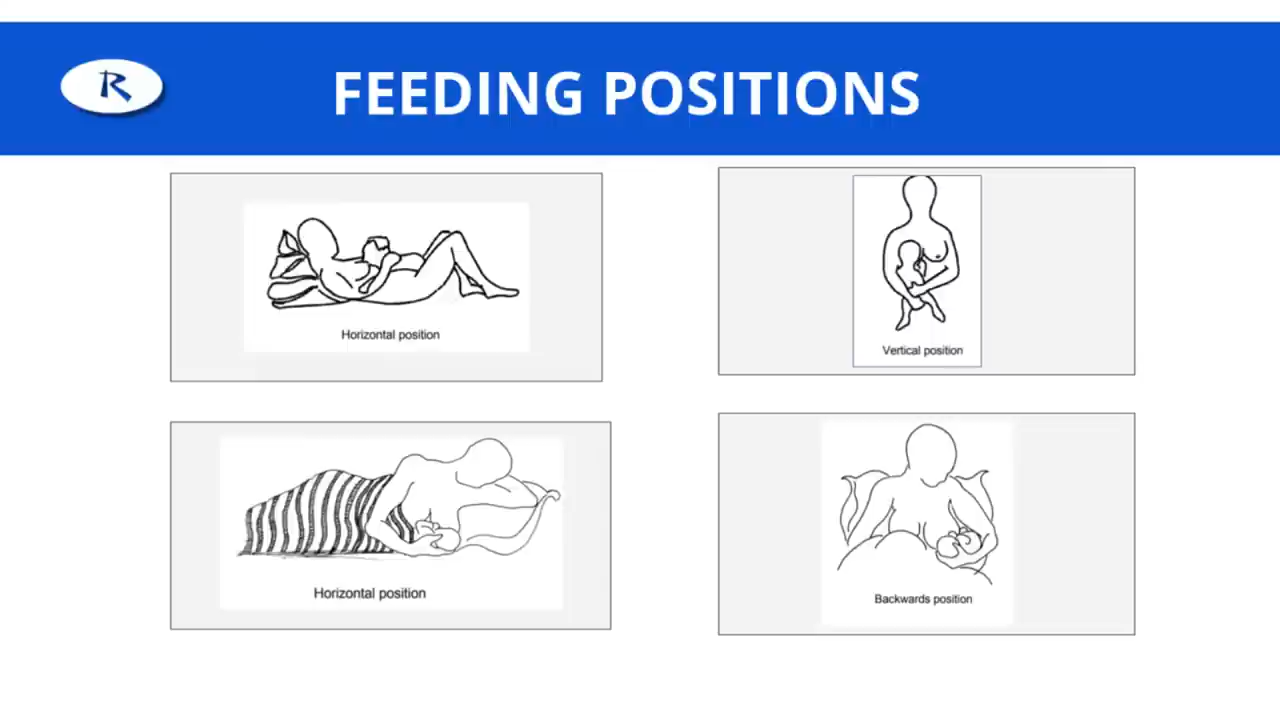 R
FEEDING POSITIONS
Horizontal position
Vertical position
Horizontal position
Backwards position